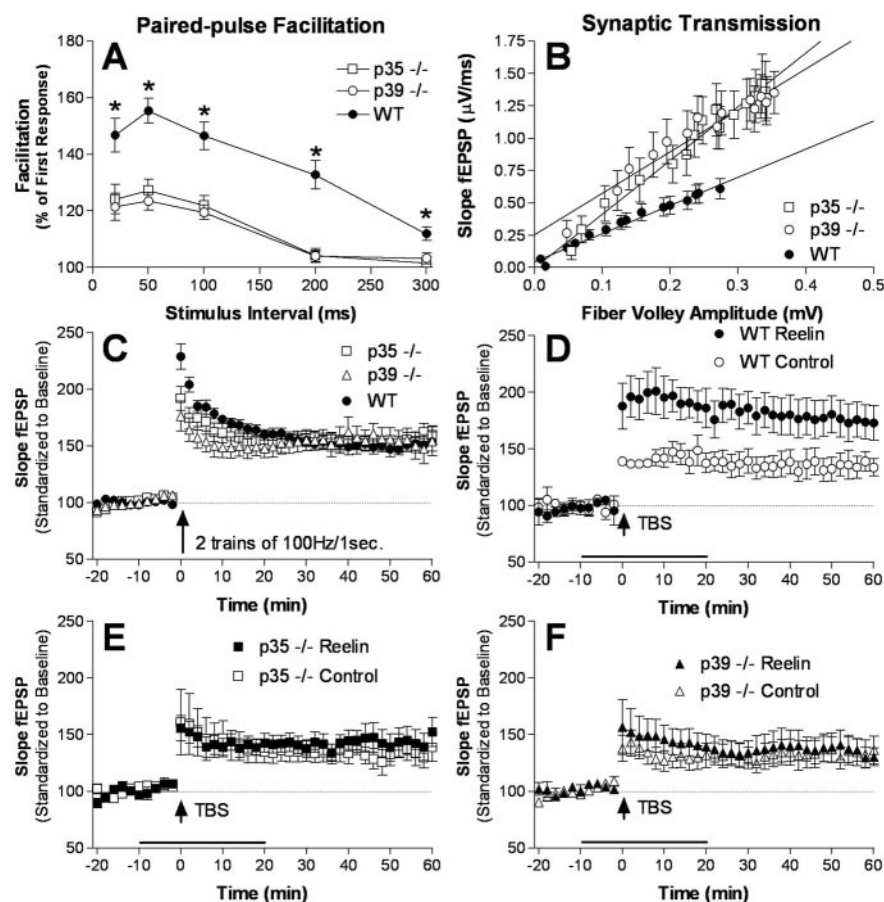 Paired-pulse Facilitation
A
180
160
140
120
100
Facilitation
(% of First Response)
p35 -/-
p39 -/-
WT
* * * * *
0 50 100 150 200 250 300
Stimulus Interval (ms)
Synaptic Transmission
B
1.75
1.50
1.25
1.00
0.75
0.50
0.25
0.00
Slope fEPSP (µV/ms)
p35 -/-
p39 -/-
WT
0.0 0.1 0.2 0.3 0.4 0.5
Fiber Volley Amplitude (mV)
C
250
200
150
100
50
Slope fEPSP
(Standardized to Baseline)
p35 -/-
p39 -/-
WT
2 trains of 100Hz/1sec.
-20 -10 0 10 20 30 40 50 60
Time (min)
D
250
200
150
100
50
Slope fEPSP
(Standardized to Baseline)
WT Reelin
WT Control
TBS
-20 -10 0 10 20 30 40 50 60
Time (min)
E
250
200
150
100
50
Slope fEPSP
(Standardized to Baseline)
p35 -/- Reelin
p35 -/- Control
TBS
-20 -10 0 10 20 30 40 50 60
Time (min)
F
250
200
150
100
50
Slope fEPSP
(Standardized to Baseline)
p39 -/- Reelin
p39 -/- Control
TBS
-20 -10 0 10 20 30 40 50 60
Time (min)